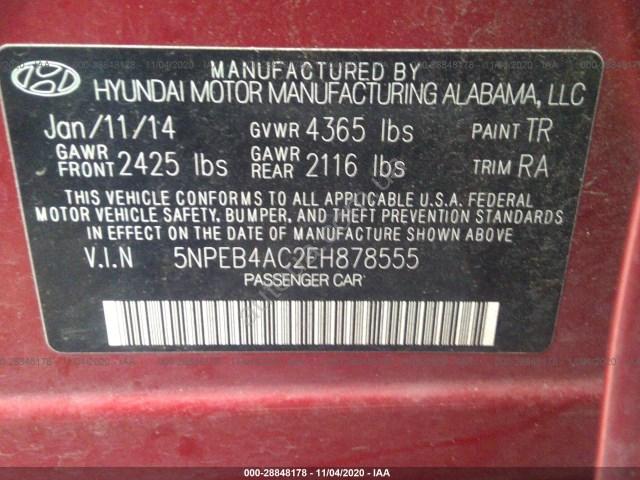 MANUFACTURED BY
HYUNDAI MOTOR MANUFACTURING ALABAMA, LLC
Jan/11/14 GVWR 4365 lbs PAINT TR
GAWR FRONT 2425 lbs GAWR REAR 2116 lbs TRIM RA
THIS VEHICLE CONFORMS TO ALL APPLICABLE U.S.A. FEDERAL
MOTOR VEHICLE SAFETY, BUMPER, AND THEFT PREVENTION STANDARDS
IN EFFECT ON THE DATE OF MANUFACTURE SHOWN ABOVE.
V.I.N 5NPEB4AC2EH878555
PASSENGER CAR
000-28848178 - 11/04/2020 - IAA